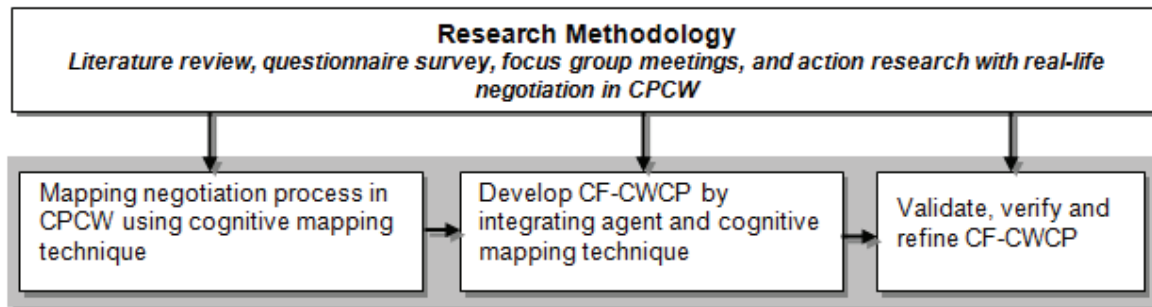 Research Methodology
Literature review, questionnaire survey, focus group meetings, and action research with real-life
negotiation in CPCW
Mapping negotiation process in
CPCW using cognitive mapping
technique
Develop CF-CWCP by
integrating agent and cognitive
mapping technique
Validate, verify and
refine CF-CWCP